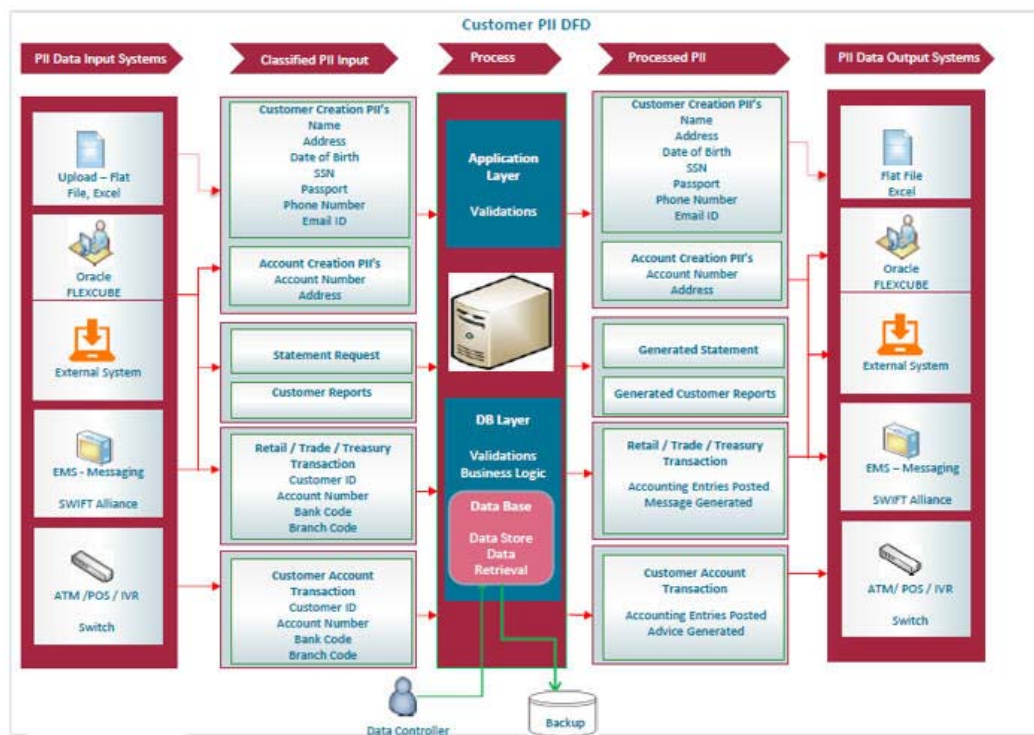 Customer PII DFD
PII Data Input Systems
Classified PII Input
Process
Processed PII
PII Data Output Systems
Upload – Flat
File, Excel
Oracle
FLEXCUBE
External System
EMS - Messaging
SWIFT Alliance
ATM /POS / IVR
Switch
Customer Creation PII's
Name
Address
Date of Birth
SSN
Passport
Phone Number
Email ID
Account Creation PII's
Account Number
Address
Statement Request
Customer Reports
Retail / Trade / Treasury
Transaction
Customer ID
Account Number
Bank Code
Branch Code
Customer Account
Transaction
Customer ID
Account Number
Bank Code
Branch Code
Application
Layer
Validations
DB Layer
Validations
Business Logic
Data Base
Data Store
Data
Retrieval
Customer Creation PII's
Name
Address
Date of Birth
SSN
Passport
Phone Number
Email ID
Account Creation PII's
Account Number
Address
Generated Statement
Generated Customer Reports
Retail / Trade / Treasury
Transaction
Accounting Entries Posted
Message Generated
Customer Account
Transaction
Accounting Entries Posted
Advice Generated
Flat File
Excel
Oracle
FLEXCUBE
External System
EMS – Messaging
SWIFT Alliance
ATM/ POS / IVR
Switch
Data Controller
Backup